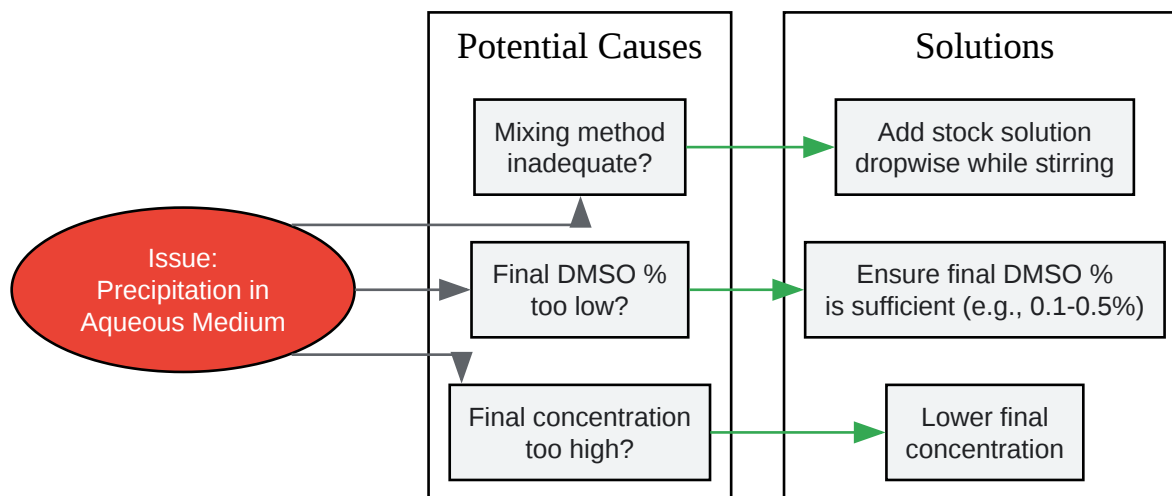 Potential Causes
Solutions
Mixing method
inadequate?
Add stock solution
dropwise while stirring
Issue:
Precipitation in
Aqueous Medium
Final DMSO %
too low?
Ensure final DMSO %
is sufficient (e.g., 0.1-0.5%)
Final concentration
too high?
Lower final
concentration